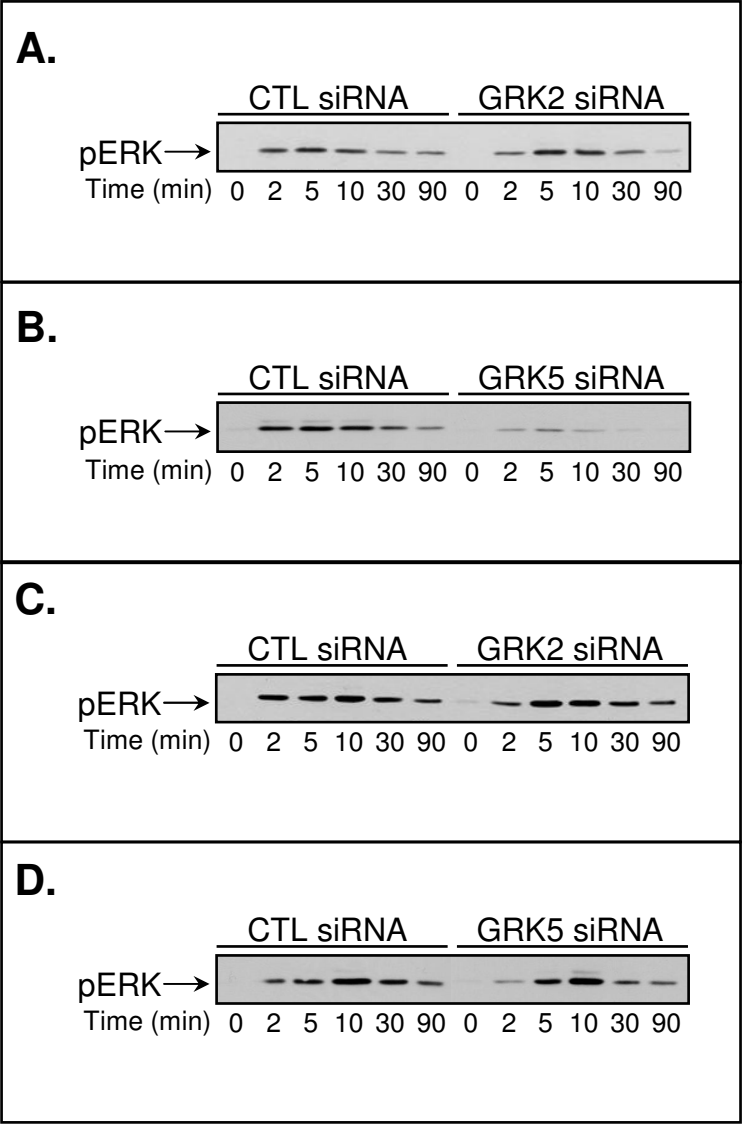 A.
CTL siRNA GRK2 siRNA
pERK
Time (min) 0 2 5 10 30 90 0 2 5 10 30 90
B.
CTL siRNA GRK5 siRNA
pERK
Time (min) 0 2 5 10 30 90 0 2 5 10 30 90
C.
CTL siRNA GRK2 siRNA
pERK
Time (min) 0 2 5 10 30 90 0 2 5 10 30 90
D.
CTL siRNA GRK5 siRNA
pERK
Time (min) 0 2 5 10 30 90 0 2 5 10 30 90